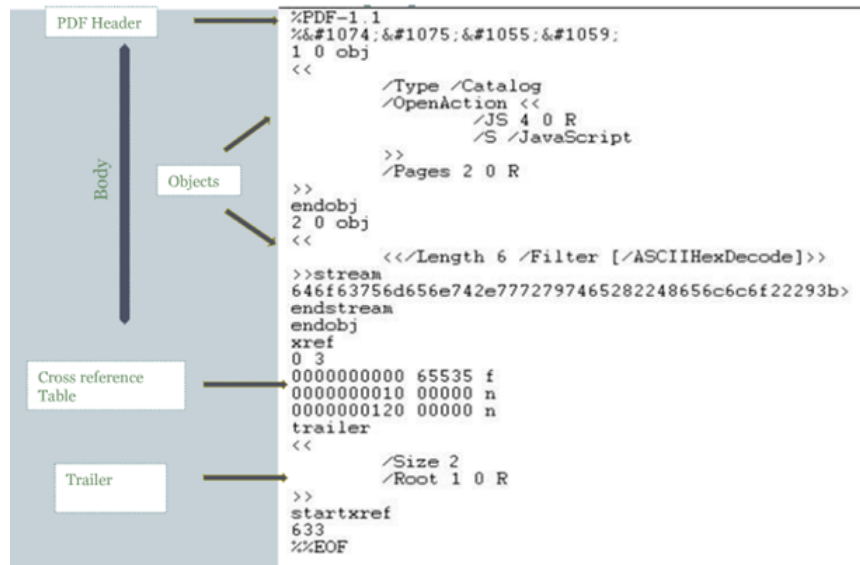 PDF Header
Body
Objects
Cross reference
Table
Trailer
%PDF-1.1
%&#1074;&#1075;&#1055;&#1059;
1 0 obj
<<
/Type /Catalog
/OpenAction <<
/JS 4 0 R
/S /JavaScript
>>
/Pages 2 0 R
>>
endobj
2 0 obj
<<
<</Length 6 /Filter [/ASCIIHexDecode]>>
>>stream
646f63756d656e742e7772797465282248656c6c6f22293b>
endstream
endobj
xref
0 3
0000000000 65535 f
0000000010 00000 n
0000000120 00000 n
trailer
<<
/Size 2
/Root 1 0 R
>>
startxref
633
%%EOF